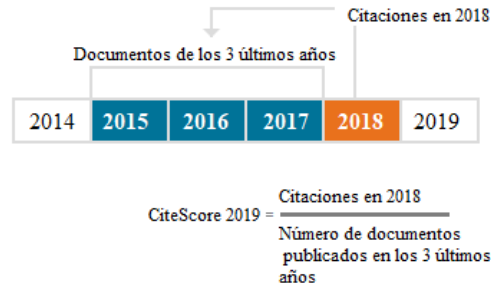 Citaciones en 2018
Documentos de los 3 últimos años
2014 2015 2016 2017 2018 2019
Citaciones en 2018
CiteScore 2019 =
Número de documentos
publicados en los 3 últimos
años